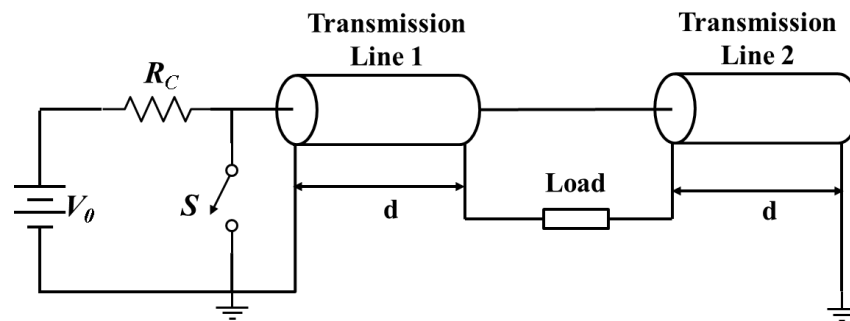 Transmission
Line 1
Transmission
Line 2
R_C
V_0
S
d
Load
d